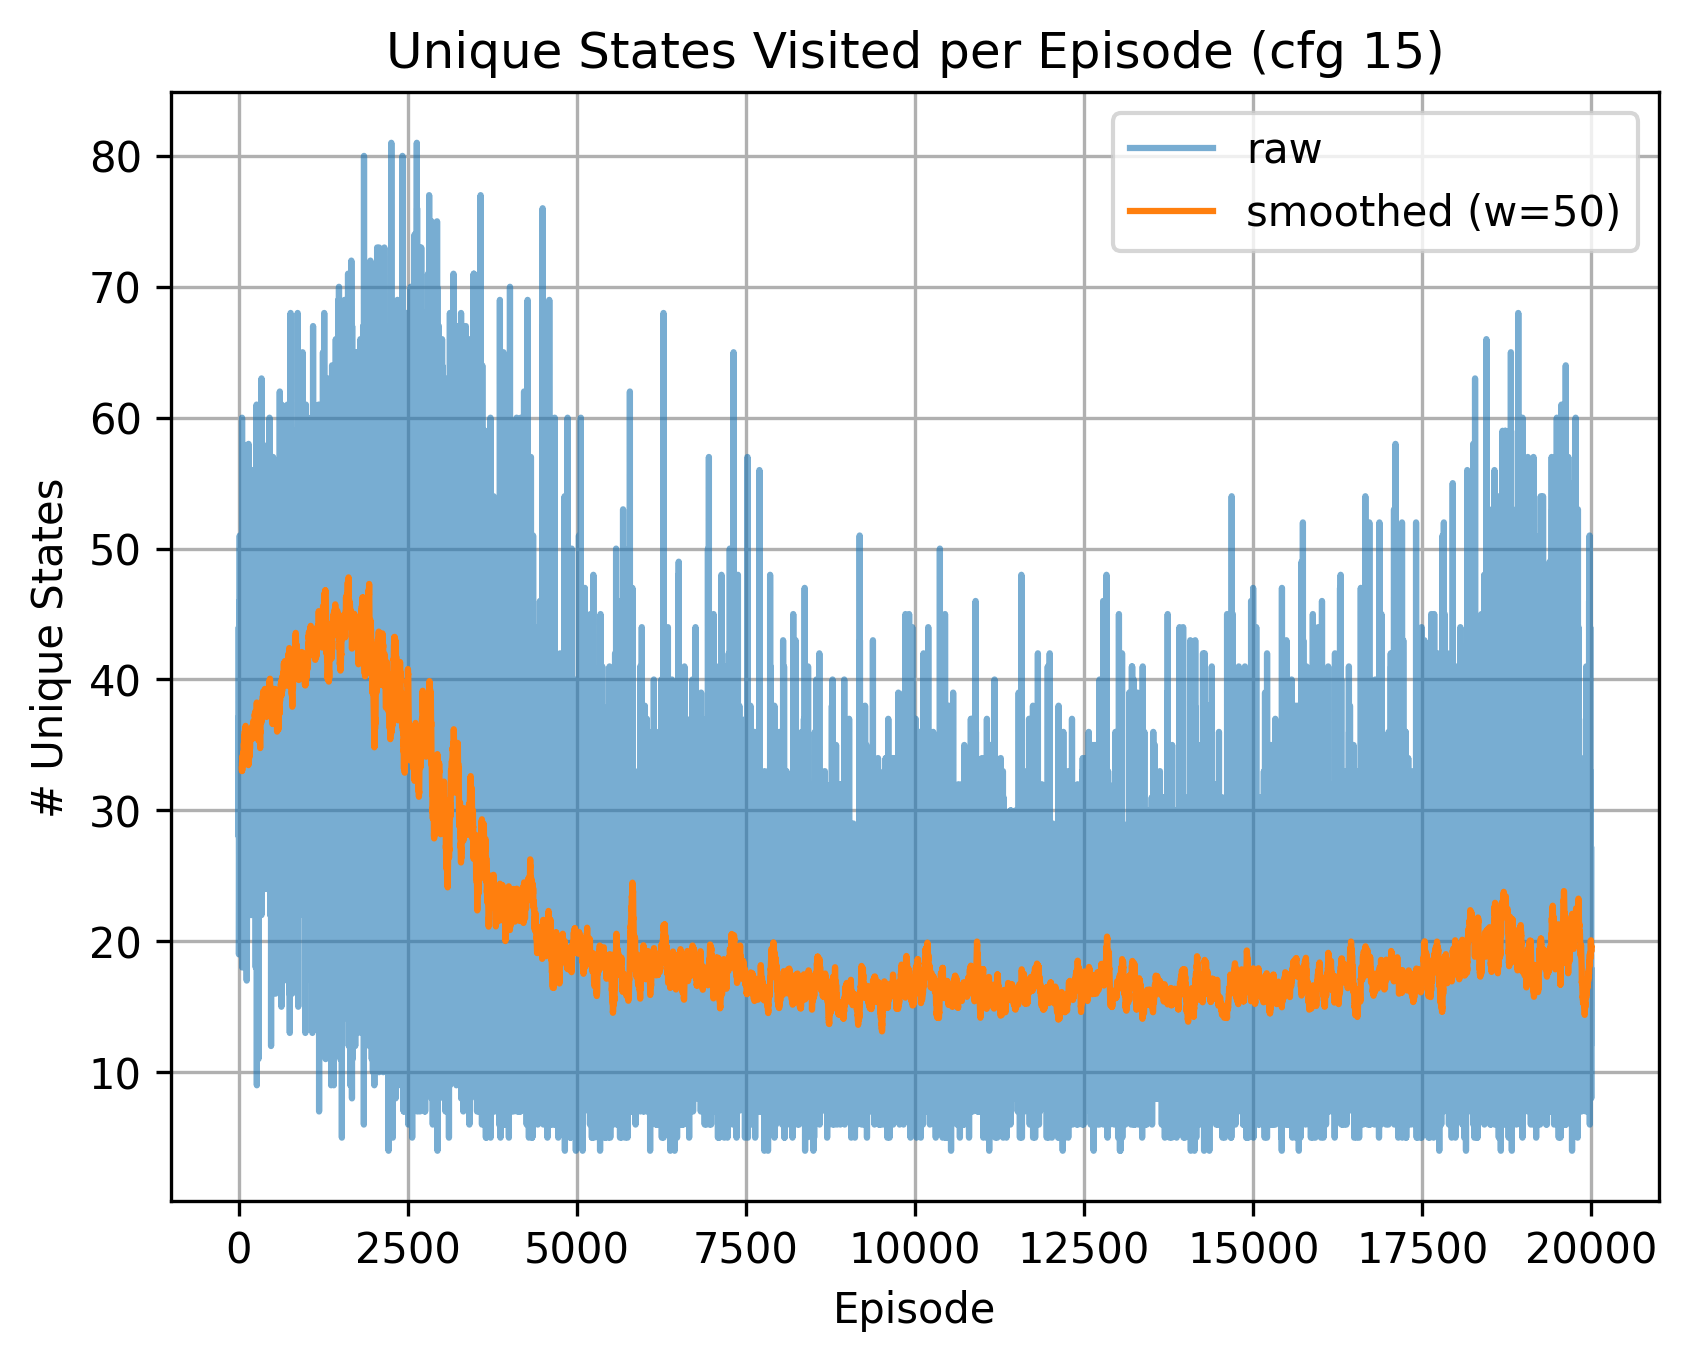 Unique States Visited per Episode (cfg 15)
raw
smoothed (w=50)
# Unique States
80
70
60
50
40
30
20
10
0 2500 5000 7500 10000 12500 15000 17500 20000
Episode